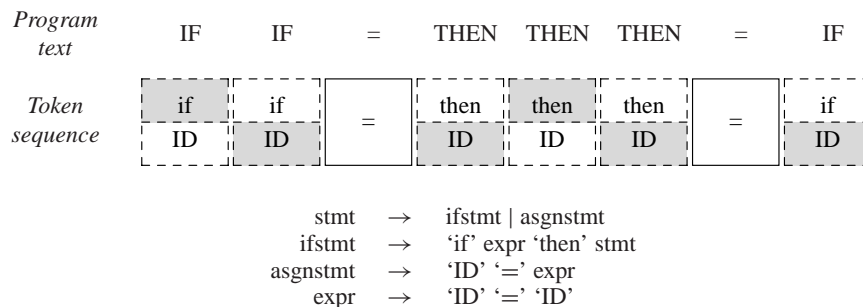 Program text IF IF = THEN THEN THEN = IF
Token sequence if if = then then then = if
ID ID ID ID ID ID
stmt → ifstmt | asgnstmt
ifstmt → ‘if’ expr ‘then’ stmt
asgnstmt → ‘ID’ ‘=’ expr
expr → ‘ID’ ‘=’ ‘ID’